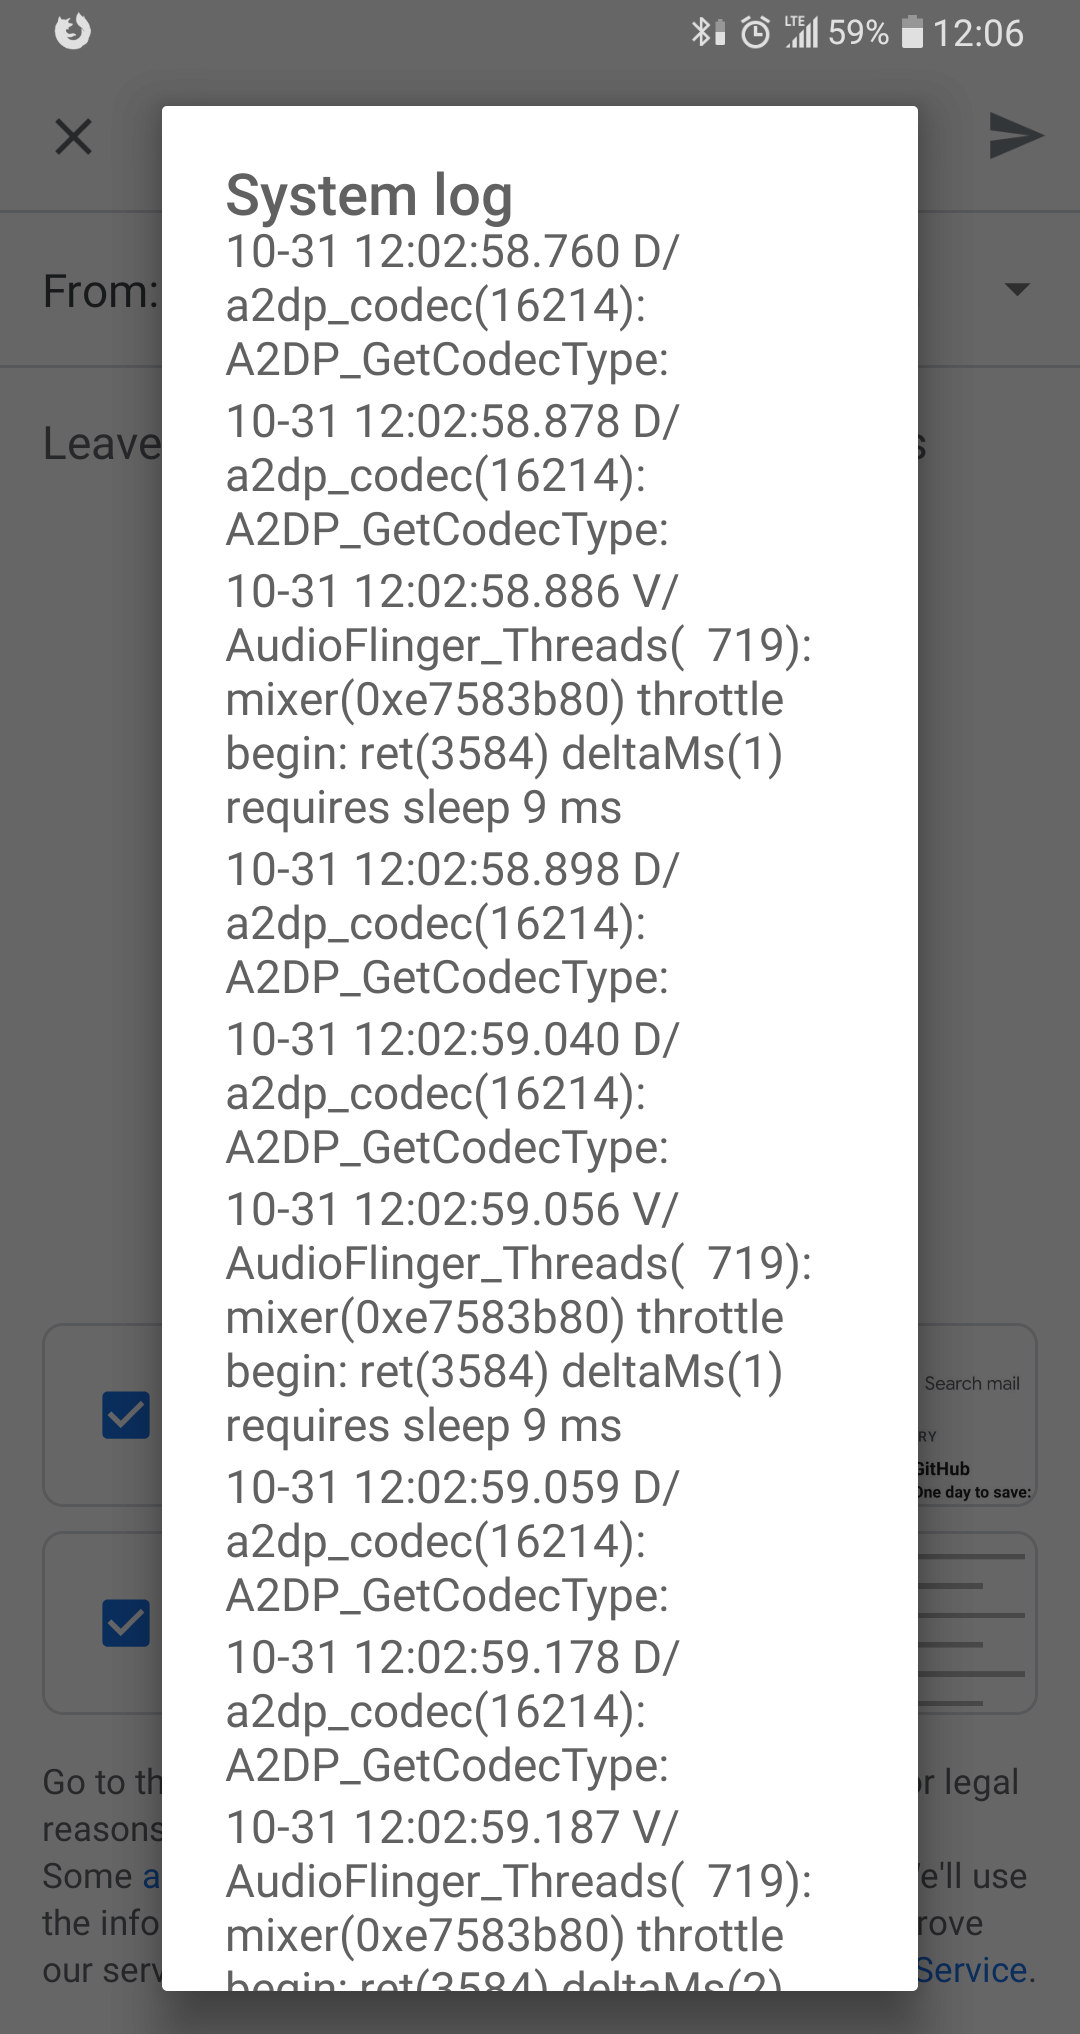 LTE 59% 12:06
System log
From:
Leave
10-31 12:02:58.760 D/
a2dp_codec(16214):
A2DP_GetCodecType:
10-31 12:02:58.878 D/
a2dp_codec(16214):
A2DP_GetCodecType:
10-31 12:02:58.886 V/
AudioFlinger_Threads(  719):
mixer(0xe7583b80) throttle
begin: ret(3584) deltaMs(1)
requires sleep 9 ms
10-31 12:02:58.898 D/
a2dp_codec(16214):
A2DP_GetCodecType:
10-31 12:02:59.040 D/
a2dp_codec(16214):
A2DP_GetCodecType:
10-31 12:02:59.056 V/
AudioFlinger_Threads(  719):
mixer(0xe7583b80) throttle
begin: ret(3584) deltaMs(1)
requires sleep 9 ms
10-31 12:02:59.059 D/
a2dp_codec(16214):
A2DP_GetCodecType:
10-31 12:02:59.178 D/
a2dp_codec(16214):
A2DP_GetCodecType:
10-31 12:02:59.187 V/
AudioFlinger_Threads(  719):
mixer(0xe7583b80) throttle
begin: ret(3584) deltaMs(2)
Search mail
RY
GitHub
One day to save:
Go to th
r legal
reasons
Some a
e'll use
the info
rove
our serv
Service.